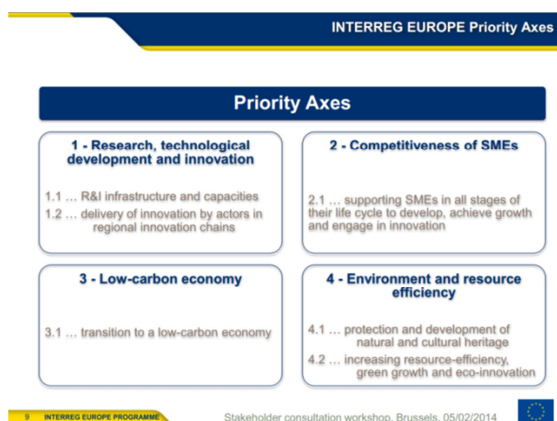 INTERREG EUROPE Priority Axes
Priority Axes
1 - Research, technological
development and innovation
1.1 ... R&I infrastructure and capacities
1.2 ... delivery of innovation by actors in
regional innovation chains
2 - Competitiveness of SMEs
2.1 ... supporting SMEs in all stages of
their life cycle to develop, achieve growth
and engage in innovation
3 - Low-carbon economy
3.1 ... transition to a low-carbon economy
4 - Environment and resource
efficiency
4.1 ... protection and development of
natural and cultural heritage
4.2 ... increasing resource-efficiency,
green growth and eco-innovation
9 INTERREG EUROPE PROGRAMME
Stakeholder consultation workshop, Brussels, 05/02/2014